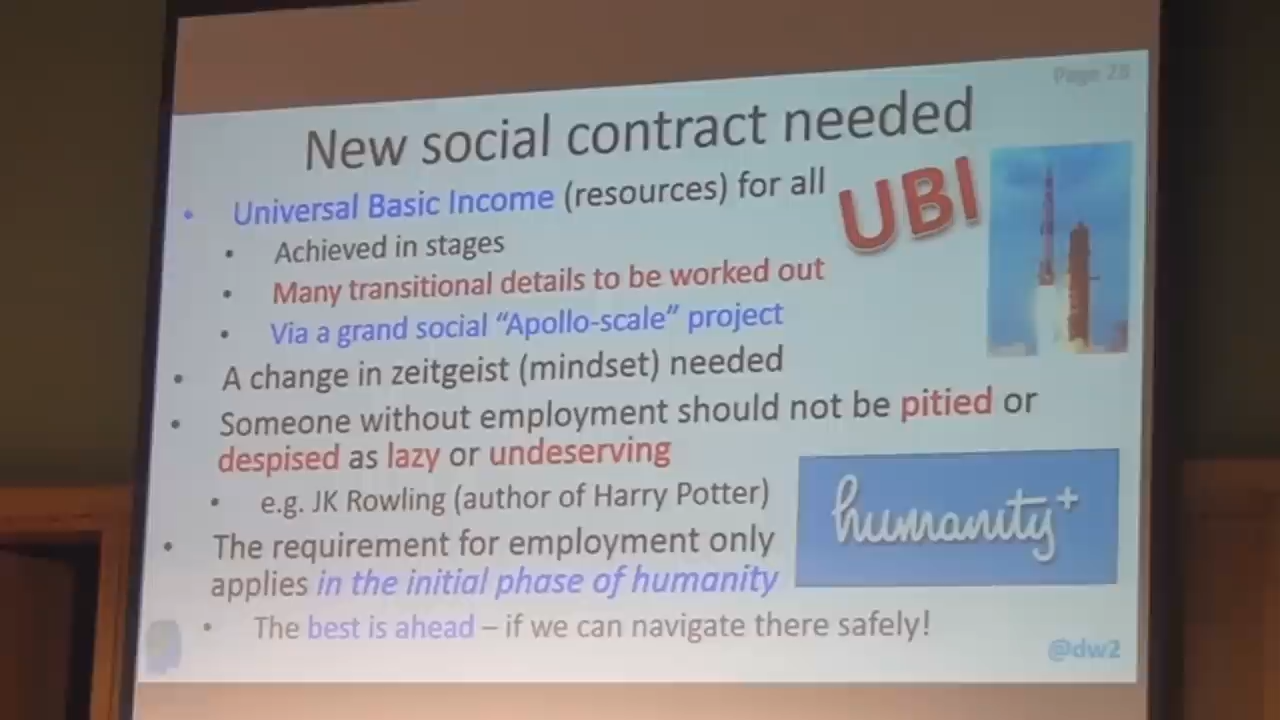 Page 28
New social contract needed
• Universal Basic Income (resources) for all
UBI
• Achieved in stages
• Many transitional details to be worked out
• Via a grand social “Apollo-scale” project
• A change in zeitgeist (mindset) needed
• Someone without employment should not be pitied or
despised as lazy or undeserving
• e.g. JK Rowling (author of Harry Potter)
humanity+
• The requirement for employment only
applies in the initial phase of humanity
• The best is ahead – if we can navigate there safely!
@dw2